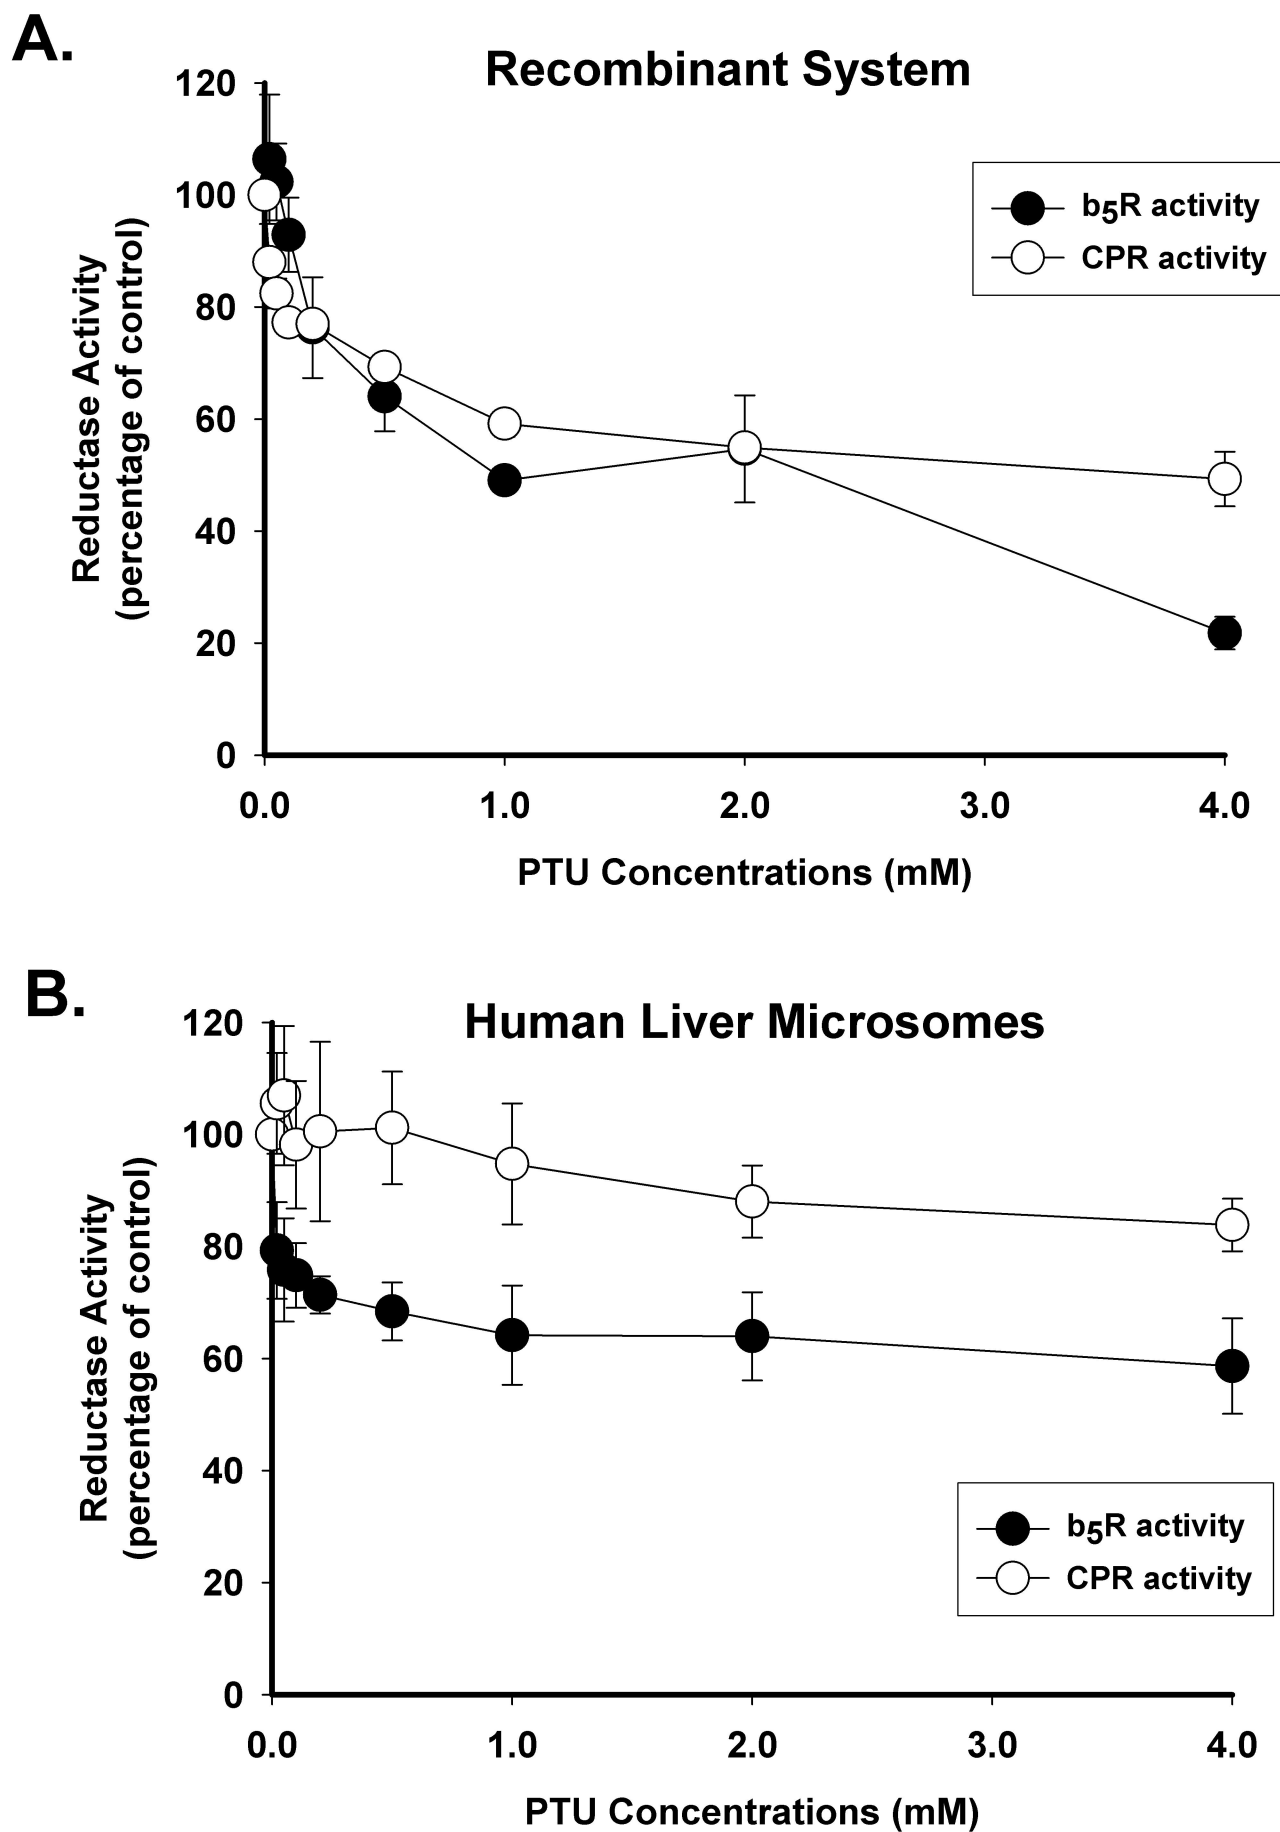 A.
Recombinant System
120
100
80
60
40
20
0
Reductase Activity
(percentage of control)
b5R activity
CPR activity
0.0 1.0 2.0 3.0 4.0
PTU Concentrations (mM)
B.
Human Liver Microsomes
120
100
80
60
40
20
0
Reductase Activity
(percentage of control)
b5R activity
CPR activity
0.0 1.0 2.0 3.0 4.0
PTU Concentrations (mM)